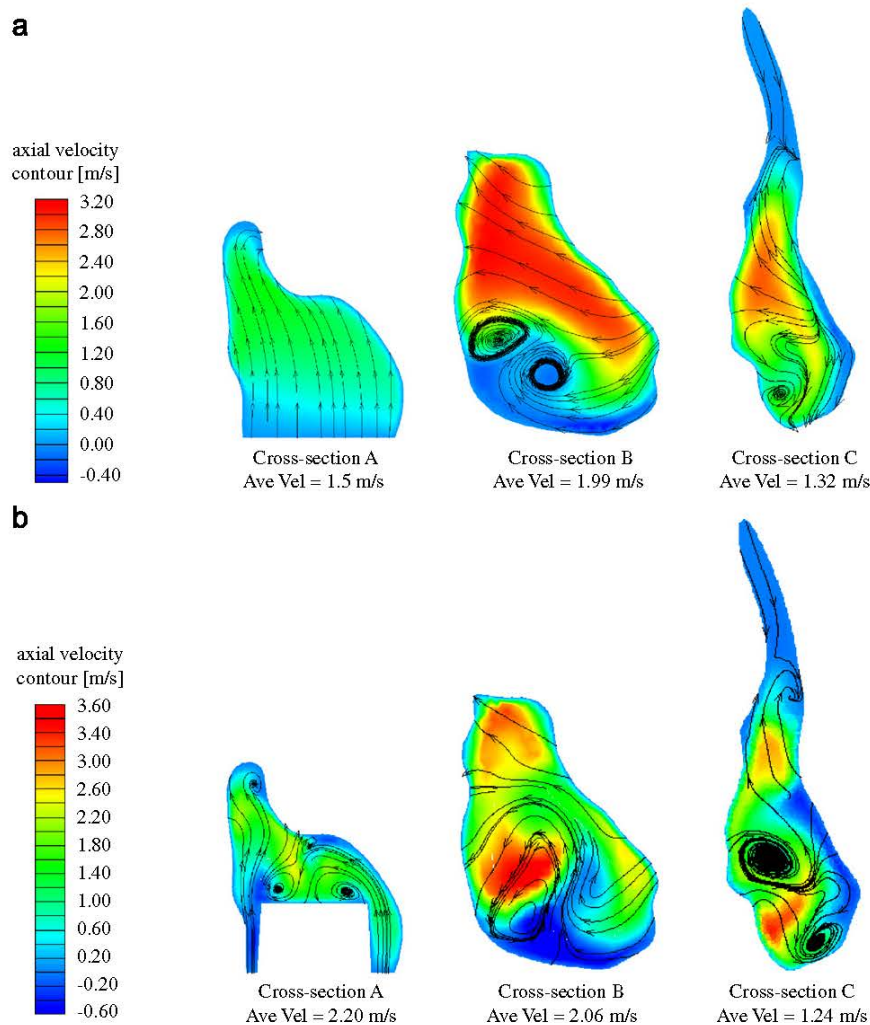 a
axial velocity
contour [m/s]
3.20
2.80
2.40
2.00
1.60
1.20
0.80
0.40
0.00
-0.40
Cross-section A
Ave Vel = 1.5 m/s
Cross-section B
Ave Vel = 1.99 m/s
Cross-section C
Ave Vel = 1.32 m/s
b
axial velocity
contour [m/s]
3.60
3.40
3.00
2.60
2.20
1.80
1.40
1.00
0.60
0.20
-0.20
-0.60
Cross-section A
Ave Vel = 2.20 m/s
Cross-section B
Ave Vel = 2.06 m/s
Cross-section C
Ave Vel = 1.24 m/s